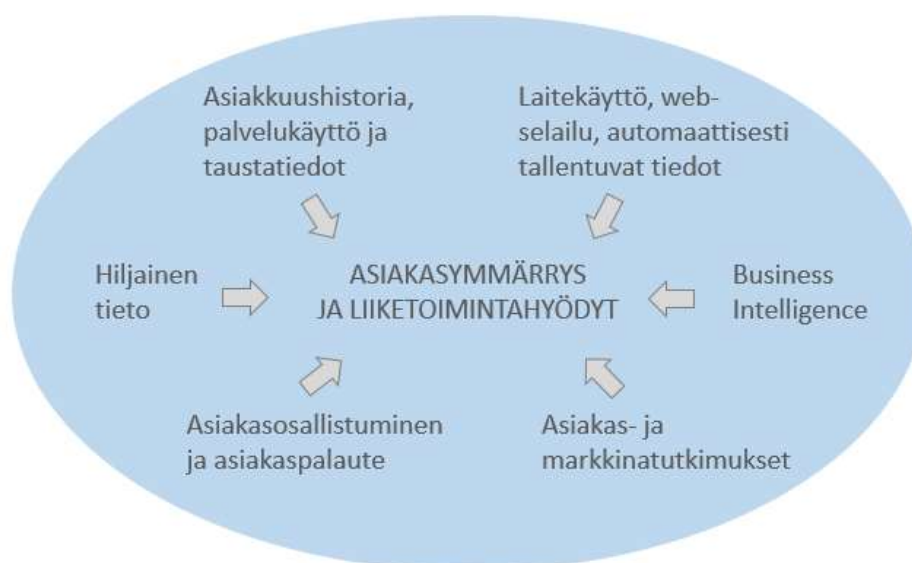 Asiakkuushistoria,
palvelukäyttö ja
taustatiedot
Laitekäyttö, web-
selailu, automaattisesti
tallentuvat tiedot
Hiljainen
tieto
ASIAKASYMMÄRRYS
JA LIIKETOIMINTAHYÖDYT
Business
Intelligence
Asiakasosallistuminen
ja asiakaspalaute
Asiakas- ja
markkinatutkimukset